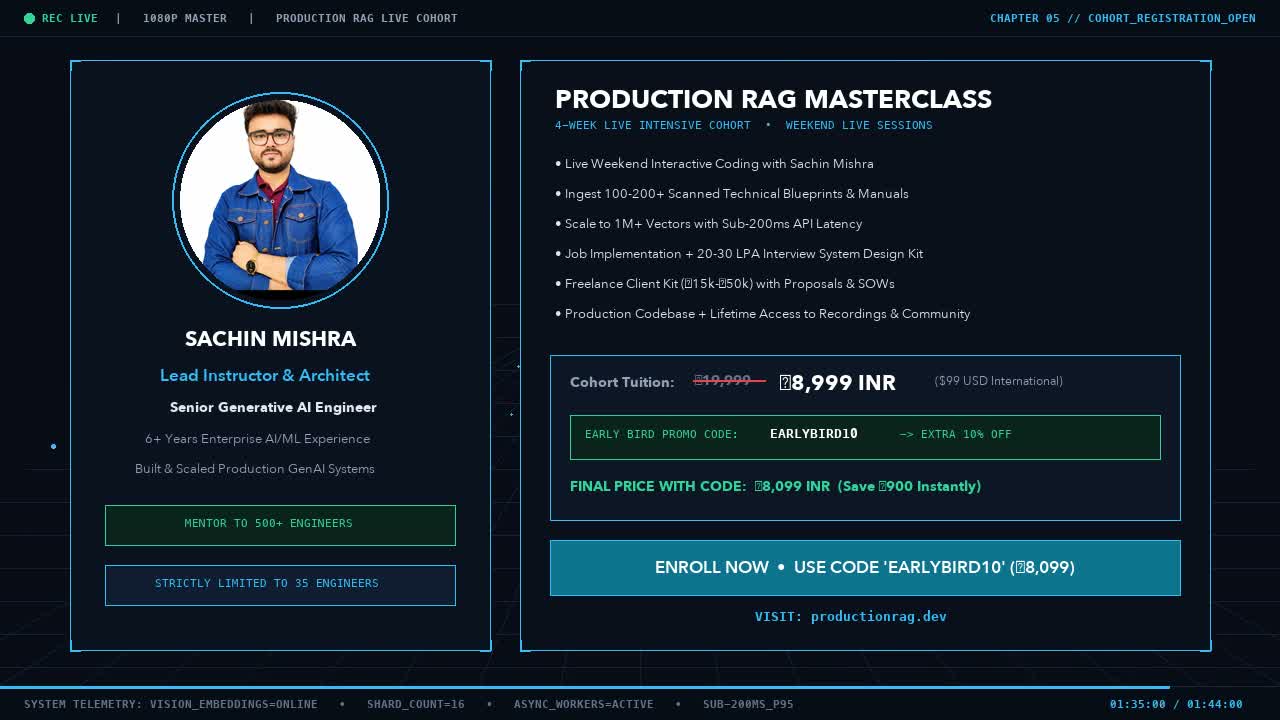 REC LIVE | 1080P MASTER | PRODUCTION RAG LIVE COHORT
CHAPTER 05 // COHORT_REGISTRATION_OPEN
SACHIN MISHRA
Lead Instructor & Architect
Senior Generative AI Engineer
6+ Years Enterprise AI/ML Experience
Built & Scaled Production GenAI Systems
MENTOR TO 500+ ENGINEERS
STRICTLY LIMITED TO 35 ENGINEERS
PRODUCTION RAG MASTERCLASS
4–WEEK LIVE INTENSIVE COHORT • WEEKEND LIVE SESSIONS
• Live Weekend Interactive Coding with Sachin Mishra
• Ingest 100-200+ Scanned Technical Blueprints & Manuals
• Scale to 1M+ Vectors with Sub-200ms API Latency
• Job Implementation + 20-30 LPA Interview System Design Kit
• Freelance Client Kit (▯15k-▯50k) with Proposals & SOWs
• Production Codebase + Lifetime Access to Recordings & Community
Cohort Tuition: ▯19,999 ▯8,999 INR ($99 USD International)
EARLY BIRD PROMO CODE: EARLYBIRD10 –> EXTRA 10% OFF
FINAL PRICE WITH CODE: ▯8,099 INR (Save ▯900 Instantly)
ENROLL NOW • USE CODE 'EARLYBIRD10' (▯8,099)
VISIT: productionrag.dev
SYSTEM TELEMETRY: VISION_EMBEDDINGS=ONLINE • SHARD_COUNT=16 • ASYNC_WORKERS=ACTIVE • SUB–200MS_P95
01:35:00 / 01:44:00